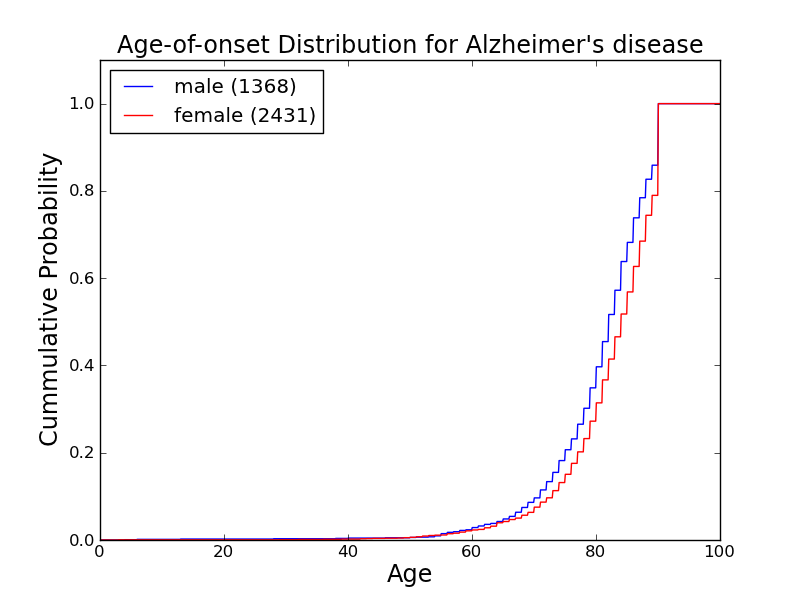 Age-of-onset Distribution for Alzheimer's disease
male (1368)
female (2431)
Cummulative Probability
1.0
0.8
0.6
0.4
0.2
0.0
0 20 40 60 80 100
Age